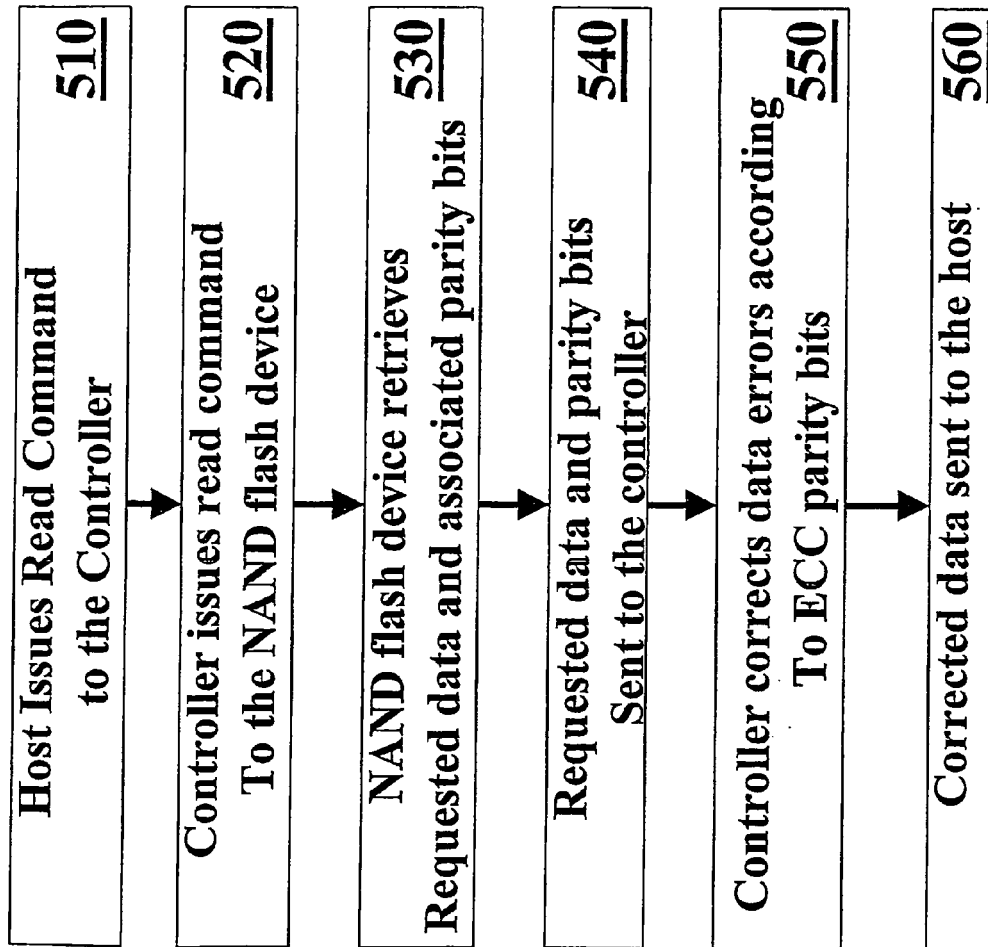 Host Issues Read Command
to the Controller
510
Controller issues read command
To the NAND flash device
520
NAND flash device retrieves
Requested data and associated parity bits
530
Requested data and parity bits
Sent to the controller
540
Controller corrects data errors according
To ECC parity bits
550
Corrected data sent to the host
560